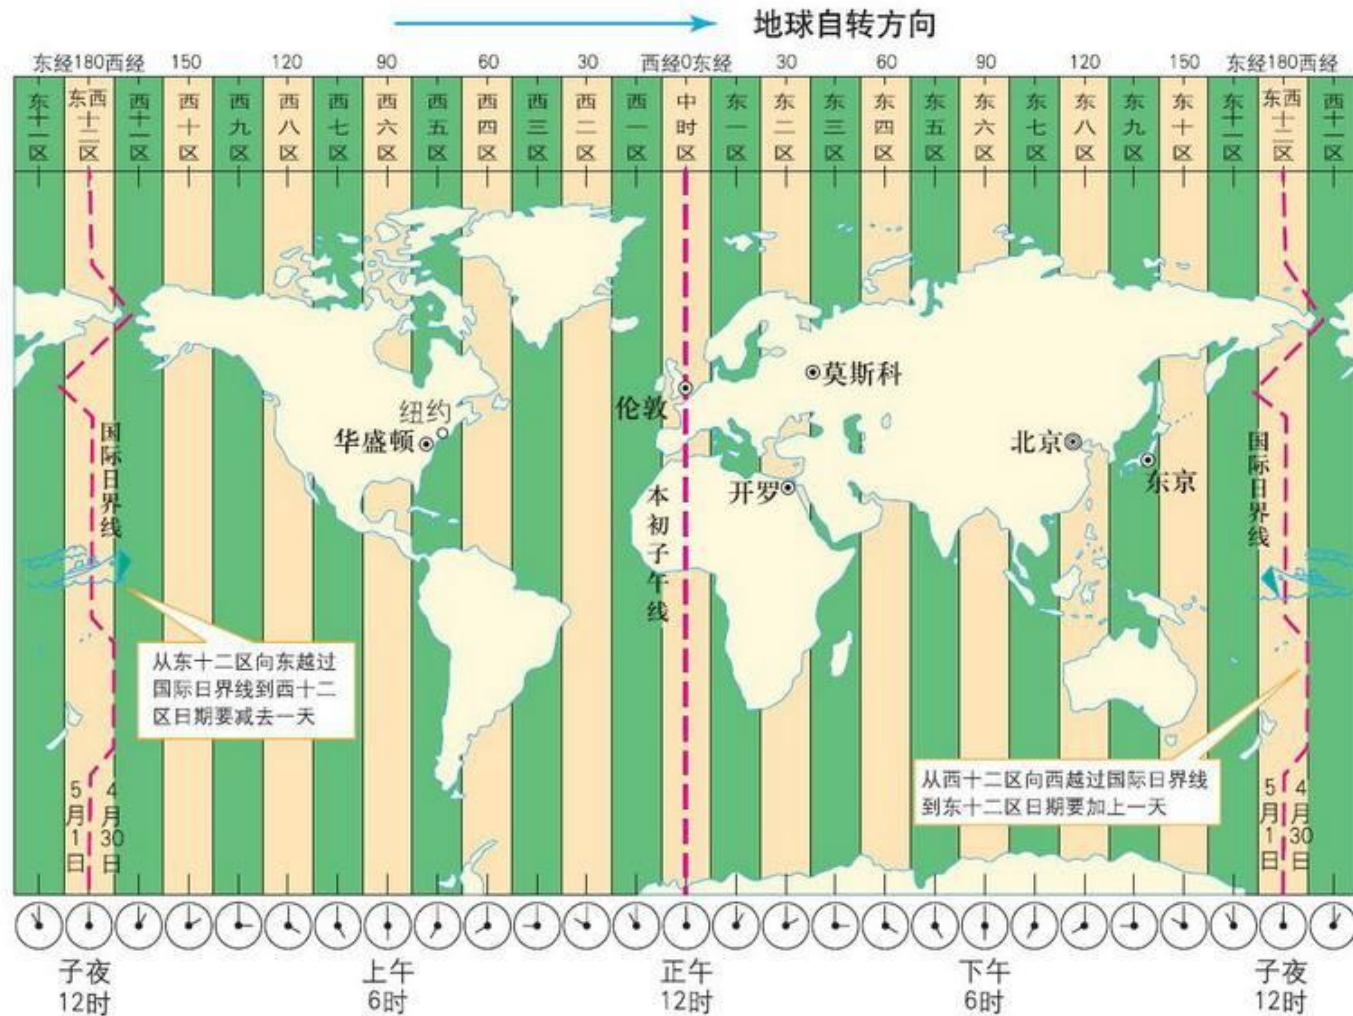 地球自转方向
东经180西经 150 120 90 60 30 西经0东经 30 60 90 120 150 东经180西经
东十一区 东西十二区 西十一区 西十区 西九区 西八区 西七区 西六区 西五区 西四区 西三区 西二区 西一区 中时区 东一区 东二区 东三区 东四区 东五区 东六区 东七区 东八区 东九区 东十区 东十一区 东西十二区 西十一区
莫斯科
伦敦
纽约
华盛顿
北京
东京
开罗
国际日界线
本初子午线
国际日界线
从东十二区向东越过
国际日界线到西十二
区日期要减去一天
从西十二区向西越过国际日界线
到东十二区日期要加上一天
5月1日
4月30日
5月1日
4月30日
子夜 上午 正午 下午 子夜
12时 6时 12时 6时 12时